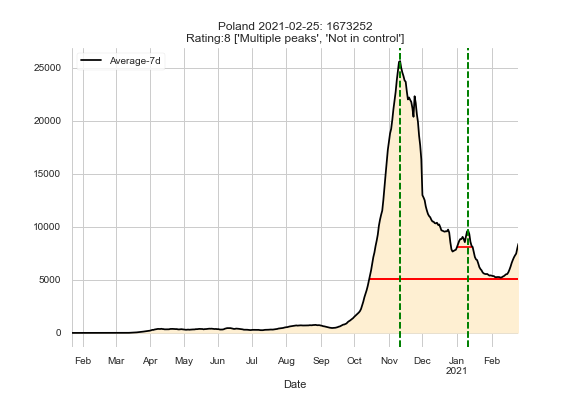 Poland 2021-02-25: 1673252
Rating:8 ['Multiple peaks', 'Not in control']
Average-7d
25000
20000
15000
10000
5000
0
Feb Mar Apr May Jun Jul Aug Sep Oct Nov Dec Jan Feb
2021
Date